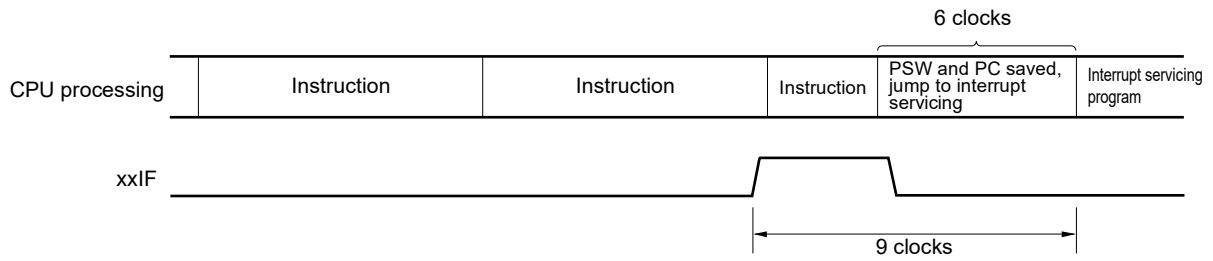 6 clocks
CPU processing
Instruction
Instruction
Instruction
PSW and PC saved,
jump to interrupt
servicing
Interrupt servicing
program
xxIF
9 clocks